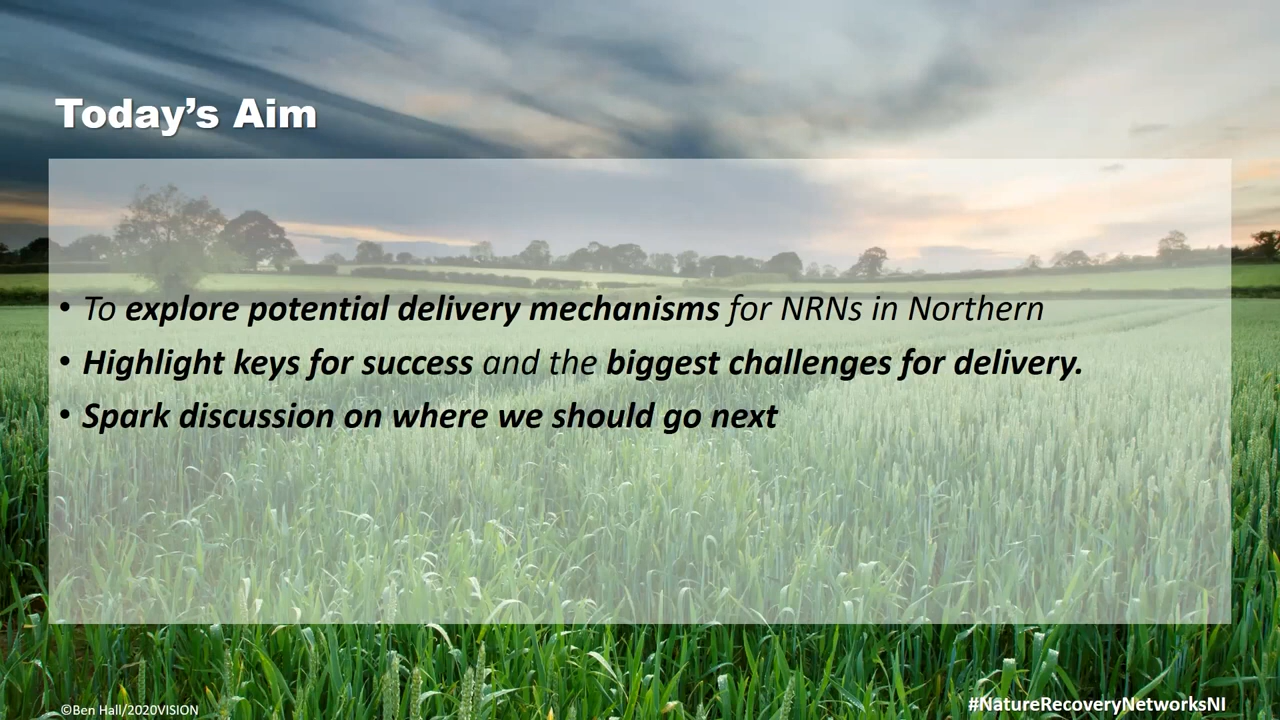 Today’s Aim
• To explore potential delivery mechanisms for NRNs in Northern
• Highlight keys for success and the biggest challenges for delivery.
• Spark discussion on where we should go next
©Ben Hall/2020VISION
#NatureRecoveryNetworksNI